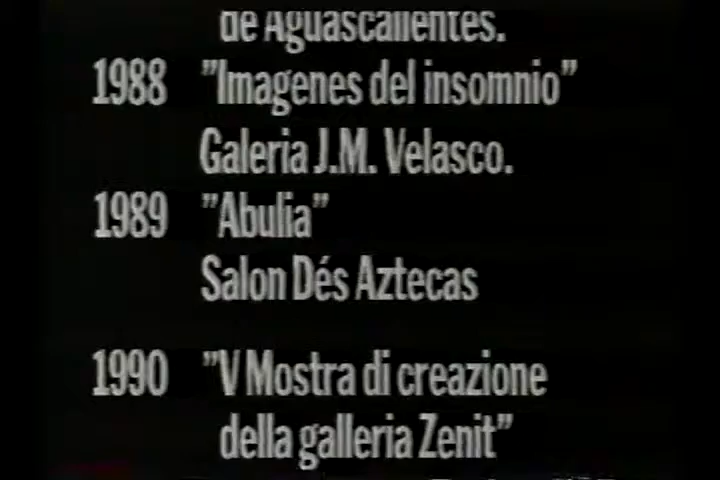 de Aguascalientes.
1988 "Imagenes del insomnio"
Galeria J.M. Velasco.
1989 "Abulia"
Salon Dés Aztecas
1990 "V Mostra di creazione
della galleria Zenit"